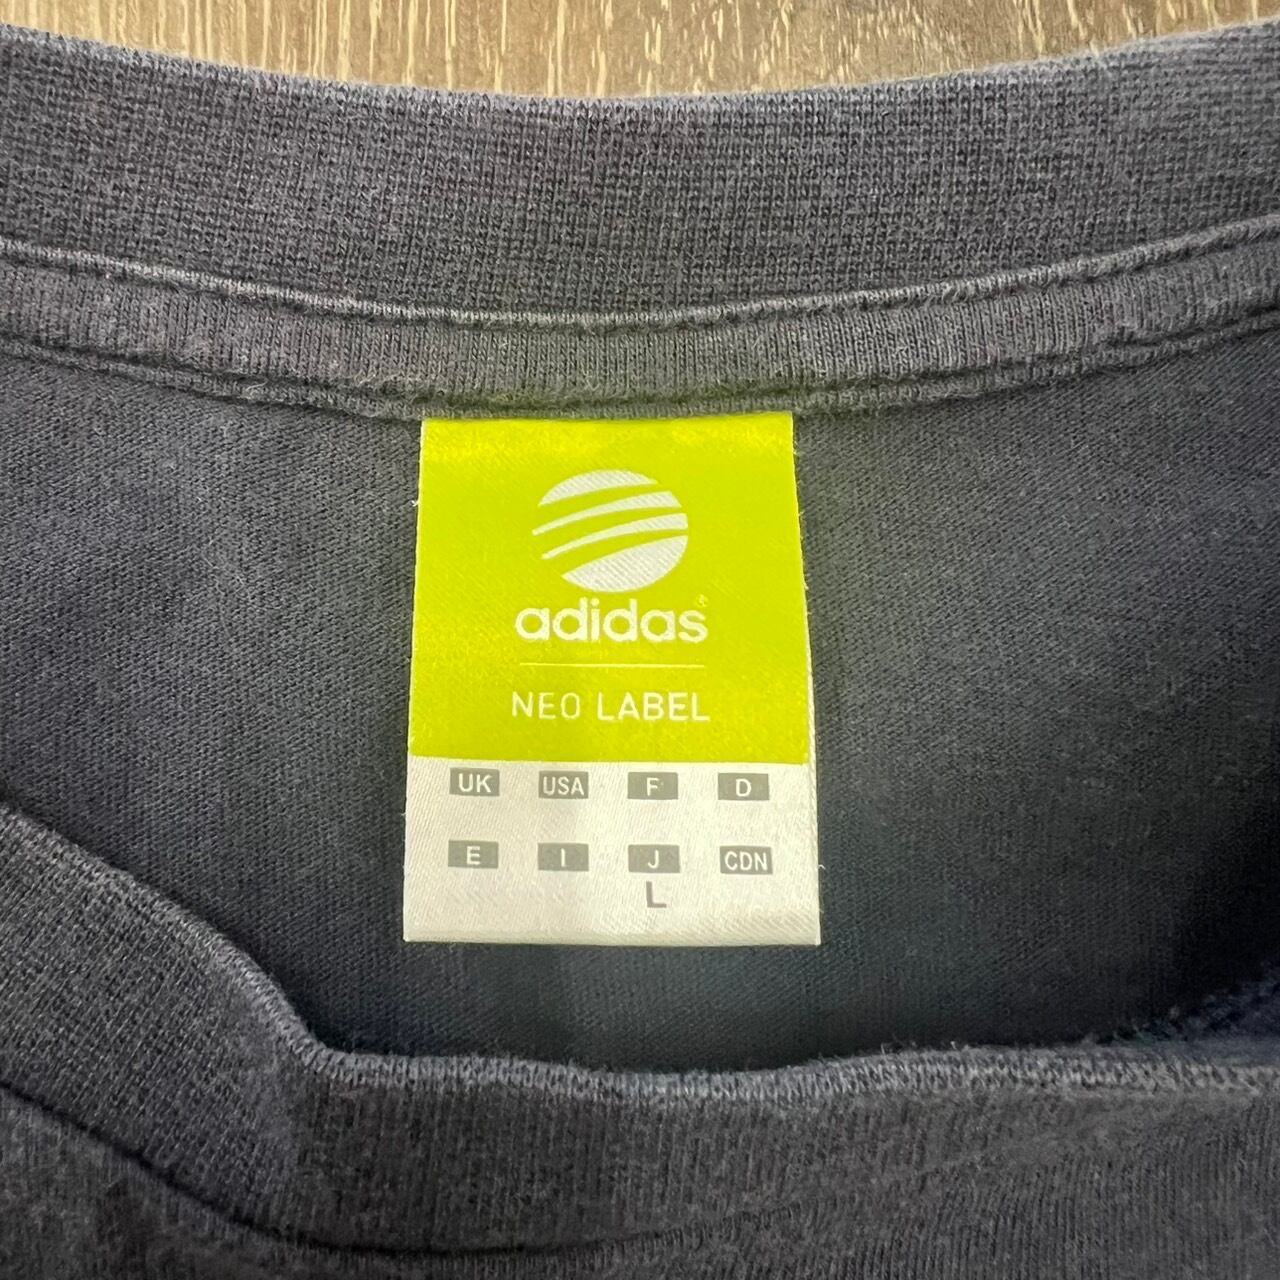 adidas®
NEO LABEL
UK USA F D
E I J CDN
L